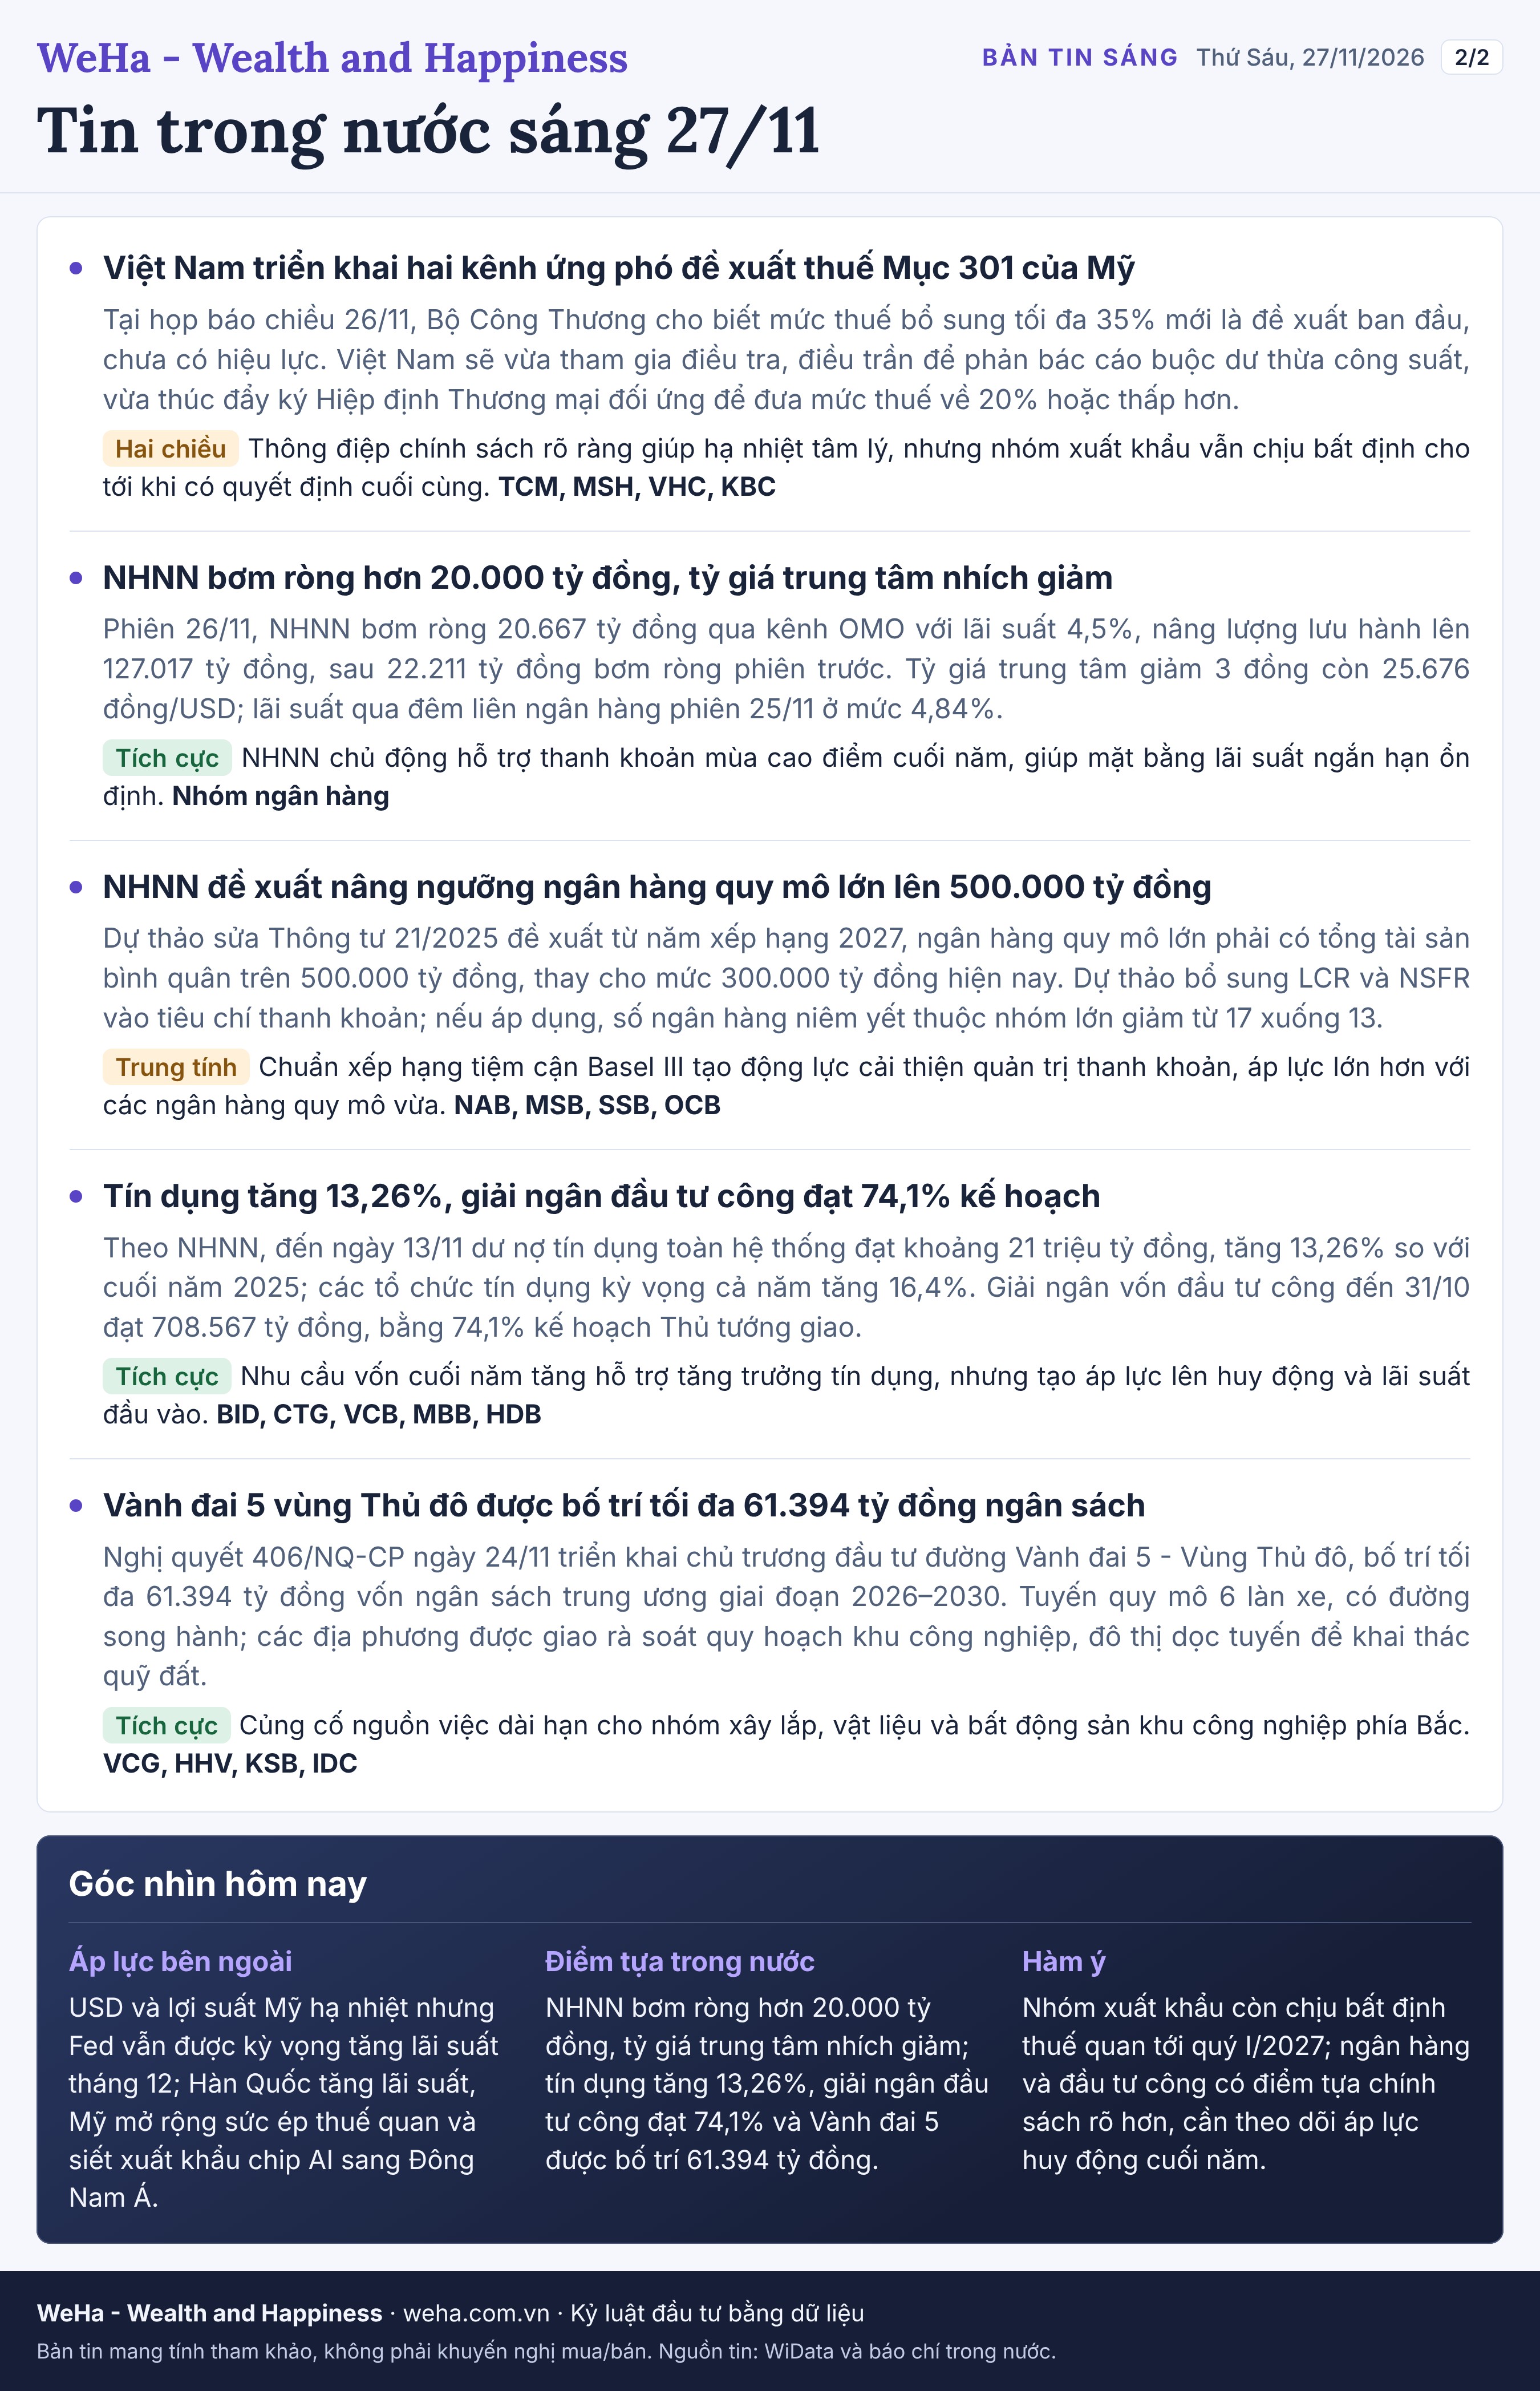 WeHa - Wealth and Happiness
BẢN TIN SÁNG Thứ Sáu, 27/11/2026 2/2
Tin trong nước sáng 27/11
Việt Nam triển khai hai kênh ứng phó đề xuất thuế Mục 301 của Mỹ
Tại họp báo chiều 26/11, Bộ Công Thương cho biết mức thuế bổ sung tối đa 35% mới là đề xuất ban đầu,
chưa có hiệu lực. Việt Nam sẽ vừa tham gia điều tra, điều trần để phản bác cáo buộc dư thừa công suất,
vừa thúc đẩy ký Hiệp định Thương mại đối ứng để đưa mức thuế về 20% hoặc thấp hơn.
Hai chiều Thông điệp chính sách rõ ràng giúp hạ nhiệt tâm lý, nhưng nhóm xuất khẩu vẫn chịu bất định cho
tới khi có quyết định cuối cùng. TCM, MSH, VHC, KBC
NHNN bơm ròng hơn 20.000 tỷ đồng, tỷ giá trung tâm nhích giảm
Phiên 26/11, NHNN bơm ròng 20.667 tỷ đồng qua kênh OMO với lãi suất 4,5%, nâng lượng lưu hành lên
127.017 tỷ đồng, sau 22.211 tỷ đồng bơm ròng phiên trước. Tỷ giá trung tâm giảm 3 đồng còn 25.676
đồng/USD; lãi suất qua đêm liên ngân hàng phiên 25/11 ở mức 4,84%.
Tích cực NHNN chủ động hỗ trợ thanh khoản mùa cao điểm cuối năm, giúp mặt bằng lãi suất ngắn hạn ổn
định. Nhóm ngân hàng
NHNN đề xuất nâng ngưỡng ngân hàng quy mô lớn lên 500.000 tỷ đồng
Dự thảo sửa Thông tư 21/2025 đề xuất từ năm xếp hạng 2027, ngân hàng quy mô lớn phải có tổng tài sản
bình quân trên 500.000 tỷ đồng, thay cho mức 300.000 tỷ đồng hiện nay. Dự thảo bổ sung LCR và NSFR
vào tiêu chí thanh khoản; nếu áp dụng, số ngân hàng niêm yết thuộc nhóm lớn giảm từ 17 xuống 13.
Trung tính Chuẩn xếp hạng tiệm cận Basel III tạo động lực cải thiện quản trị thanh khoản, áp lực lớn hơn với
các ngân hàng quy mô vừa. NAB, MSB, SSB, OCB
Tín dụng tăng 13,26%, giải ngân đầu tư công đạt 74,1% kế hoạch
Theo NHNN, đến ngày 13/11 dư nợ tín dụng toàn hệ thống đạt khoảng 21 triệu tỷ đồng, tăng 13,26% so với
cuối năm 2025; các tổ chức tín dụng kỳ vọng cả năm tăng 16,4%. Giải ngân vốn đầu tư công đến 31/10
đạt 708.567 tỷ đồng, bằng 74,1% kế hoạch Thủ tướng giao.
Tích cực Nhu cầu vốn cuối năm tăng hỗ trợ tăng trưởng tín dụng, nhưng tạo áp lực lên huy động và lãi suất
đầu vào. BID, CTG, VCB, MBB, HDB
Vành đai 5 vùng Thủ đô được bố trí tối đa 61.394 tỷ đồng ngân sách
Nghị quyết 406/NQ-CP ngày 24/11 triển khai chủ trương đầu tư đường Vành đai 5 - Vùng Thủ đô, bố trí tối
đa 61.394 tỷ đồng vốn ngân sách trung ương giai đoạn 2026–2030. Tuyến quy mô 6 làn xe, có đường
song hành; các địa phương được giao rà soát quy hoạch khu công nghiệp, đô thị dọc tuyến để khai thác
quỹ đất.
Tích cực Củng cố nguồn việc dài hạn cho nhóm xây lắp, vật liệu và bất động sản khu công nghiệp phía Bắc.
VCG, HHV, KSB, IDC
Góc nhìn hôm nay
Áp lực bên ngoài
USD và lợi suất Mỹ hạ nhiệt nhưng
Fed vẫn được kỳ vọng tăng lãi suất
tháng 12; Hàn Quốc tăng lãi suất,
Mỹ mở rộng sức ép thuế quan và
siết xuất khẩu chip AI sang Đông
Nam Á.
Điểm tựa trong nước
NHNN bơm ròng hơn 20.000 tỷ
đồng, tỷ giá trung tâm nhích giảm;
tín dụng tăng 13,26%, giải ngân đầu
tư công đạt 74,1% và Vành đai 5
được bố trí 61.394 tỷ đồng.
Hàm ý
Nhóm xuất khẩu còn chịu bất định
thuế quan tới quý I/2027; ngân hàng
và đầu tư công có điểm tựa chính
sách rõ hơn, cần theo dõi áp lực
huy động cuối năm.
WeHa - Wealth and Happiness · weha.com.vn · Kỷ luật đầu tư bằng dữ liệu
Bản tin mang tính tham khảo, không phải khuyến nghị mua/bán. Nguồn tin: WiData và báo chí trong nước.